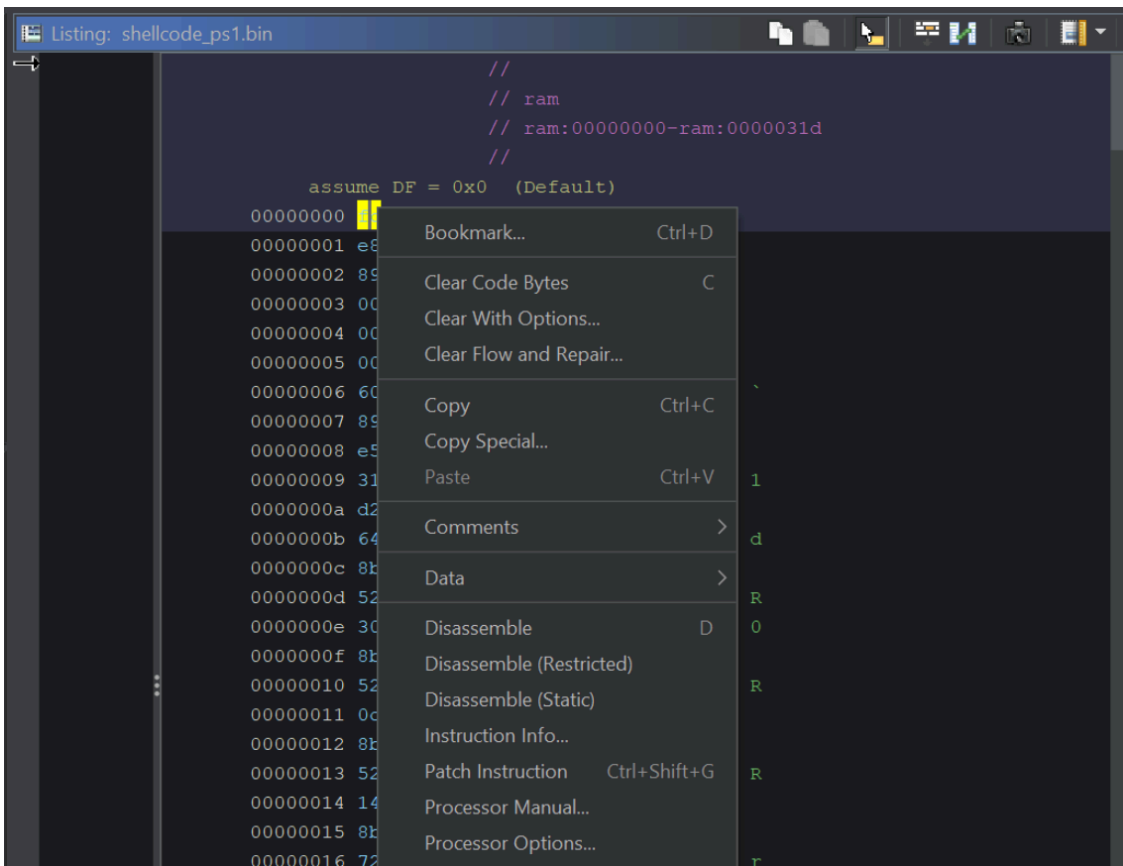 Listing: shellcode_ps1.bin
//
// ram
// ram:00000000-ram:0000031d
//
assume DF = 0x0 (Default)
00000000
00000001 e8
00000002 89
00000003 00
00000004 00
00000005 00
00000006 60 `
00000007 89
00000008 e5
00000009 31 1
0000000a d2
0000000b 64 d
0000000c 8b
0000000d 52 R
0000000e 30 0
0000000f 8b
00000010 52 R
00000011 0c
00000012 8b
00000013 52 R
00000014 14
00000015 8b
00000016 72 r
Bookmark... Ctrl+D
Clear Code Bytes C
Clear With Options...
Clear Flow and Repair...
Copy Ctrl+C
Copy Special...
Paste Ctrl+V
Comments >
Data >
Disassemble D
Disassemble (Restricted)
Disassemble (Static)
Instruction Info...
Patch Instruction Ctrl+Shift+G
Processor Manual...
Processor Options...